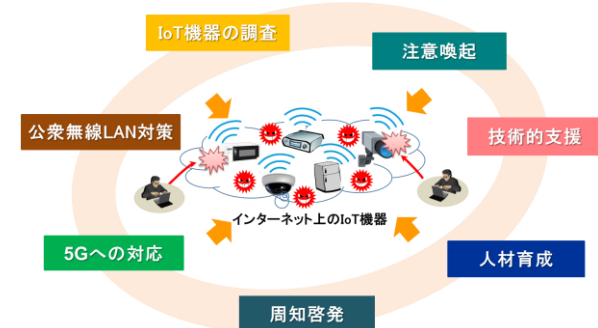 IoT機器の調査
注意喚起
公衆無線LAN対策
技術的支援
インターネット上のIoT機器
5Gへの対応
人材育成
周知啓発